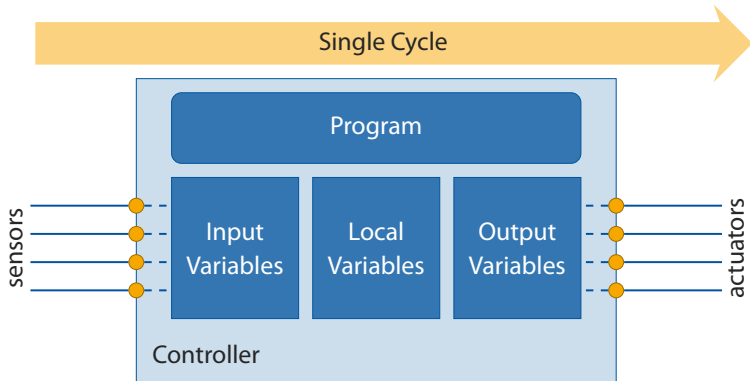 Single Cycle
Program
sensors
Input
Variables
Local
Variables
Output
Variables
actuators
Controller